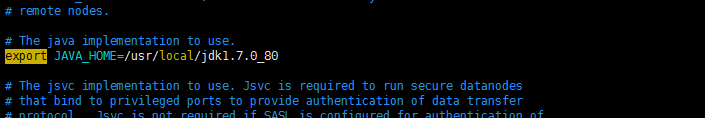 # remote nodes.
# The java implementation to use.
export JAVA_HOME=/usr/local/jdk1.7.0_80
# The jsvc implementation to use. Jsvc is required to run secure datanodes
# that bind to privileged ports to provide authentication of data transfer
# protocol. Jsvc is not required if SASL is configured for authentication of